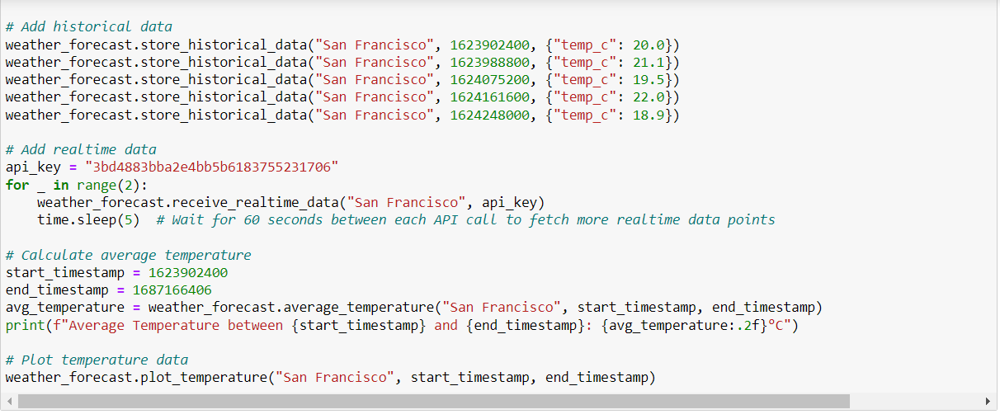 # Add historical data
weather_forecast.store_historical_data("San Francisco", 1623902400, {"temp_c": 20.0})
weather_forecast.store_historical_data("San Francisco", 1623988800, {"temp_c": 21.1})
weather_forecast.store_historical_data("San Francisco", 1624075200, {"temp_c": 19.5})
weather_forecast.store_historical_data("San Francisco", 1624161600, {"temp_c": 22.0})
weather_forecast.store_historical_data("San Francisco", 1624248000, {"temp_c": 18.9})

# Add realtime data
api_key = "3bd4883bba2e4bb5b6183755231706"
for _ in range(2):
    weather_forecast.receive_realtime_data("San Francisco", api_key)
    time.sleep(5)  # Wait for 60 seconds between each API call to fetch more realtime data points

# Calculate average temperature
start_timestamp = 1623902400
end_timestamp = 1687166406
avg_temperature = weather_forecast.average_temperature("San Francisco", start_timestamp, end_timestamp)
print(f"Average Temperature between {start_timestamp} and {end_timestamp}: {avg_temperature:.2f}°C")

# Plot temperature data
weather_forecast.plot_temperature("San Francisco", start_timestamp, end_timestamp)